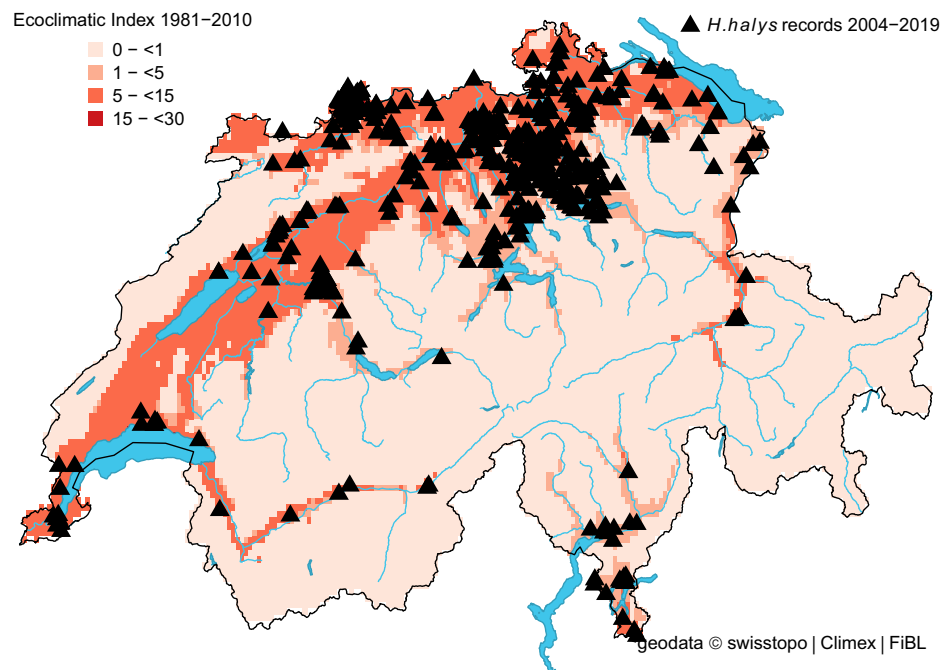 Ecoclimatic Index 1981−2010
0 − <1
1 − <5
5 − <15
15 − <30
H.halys records 2004−2019
geodata © swisstopo | Climex | FiBL